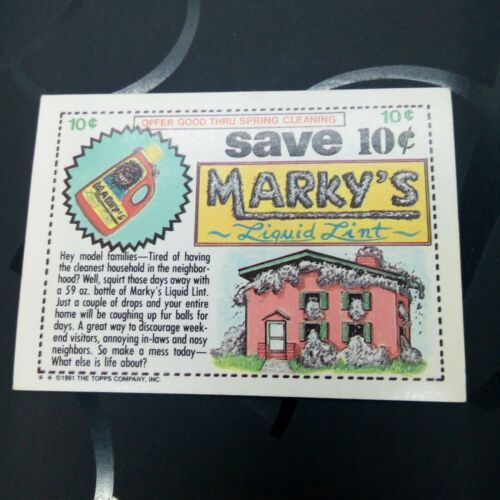 10¢ OFFER GOOD THRU SPRING CLEANING 10¢
save 10¢
MARKY'S
~ Liquid Lint ~
MARKY'S
Hey model families—Tired of having
the cleanest household in the neighbor-
hood? Well, squirt those days away with
a 59 oz. bottle of Marky's Liquid Lint.
Just a couple of drops and your entire
home will be coughing up fur balls for
days. A great way to discourage week-
end visitors, annoying in-laws and nosy
neighbors. So make a mess today—
What else is life about?
* * ©1991 THE TOPPS COMPANY, INC.